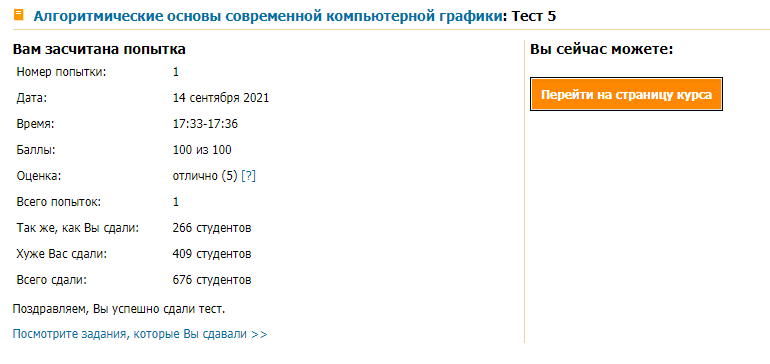 Алгоритмические основы современной компьютерной графики: Тест 5
Вам засчитана попытка
Номер попытки: 1
Дата: 14 сентября 2021
Время: 17:33-17:36
Баллы: 100 из 100
Оценка: отлично (5) [?]
Всего попыток: 1
Так же, как Вы сдали: 266 студентов
Хуже Вас сдали: 409 студентов
Всего сдали: 676 студентов
Поздравляем, Вы успешно сдали тест.
Посмотрите задания, которые Вы сдавали >>
Вы сейчас можете:
Перейти на страницу курса